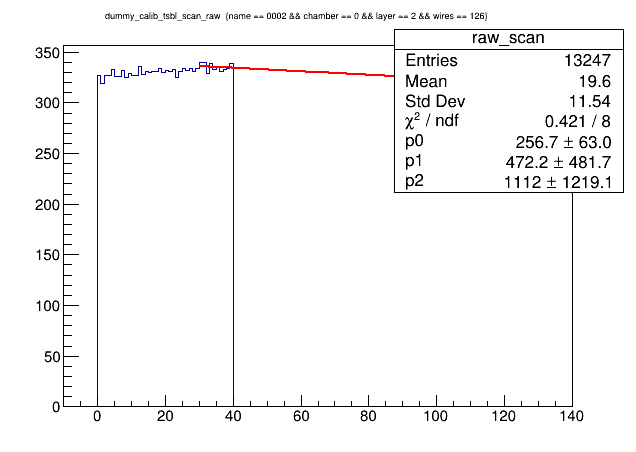 dummy_calib_tsbl_scan_raw (name == 0002 && chamber == 0 && layer == 2 && wires == 126)
raw_scan
Entries 13247
Mean 19.6
Std Dev 11.54
χ² / ndf 0.421 / 8
p0 256.7 ± 63.0
p1 472.2 ± 481.7
p2 1112 ± 1219.1
350
300
250
200
150
100
50
0
0 20 40 60 80 100 120 140